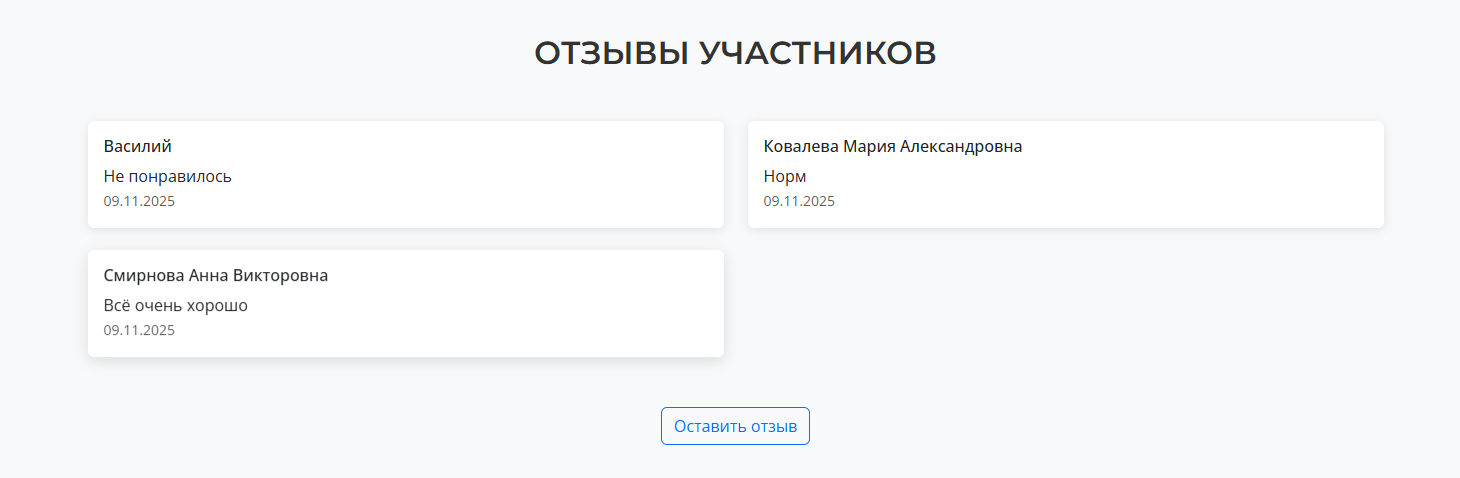 ОТЗЫВЫ УЧАСТНИКОВ
Василий
Не понравилось
09.11.2025
Ковалева Мария Александровна
Норм
09.11.2025
Смирнова Анна Викторовна
Всё очень хорошо
09.11.2025
Оставить отзыв